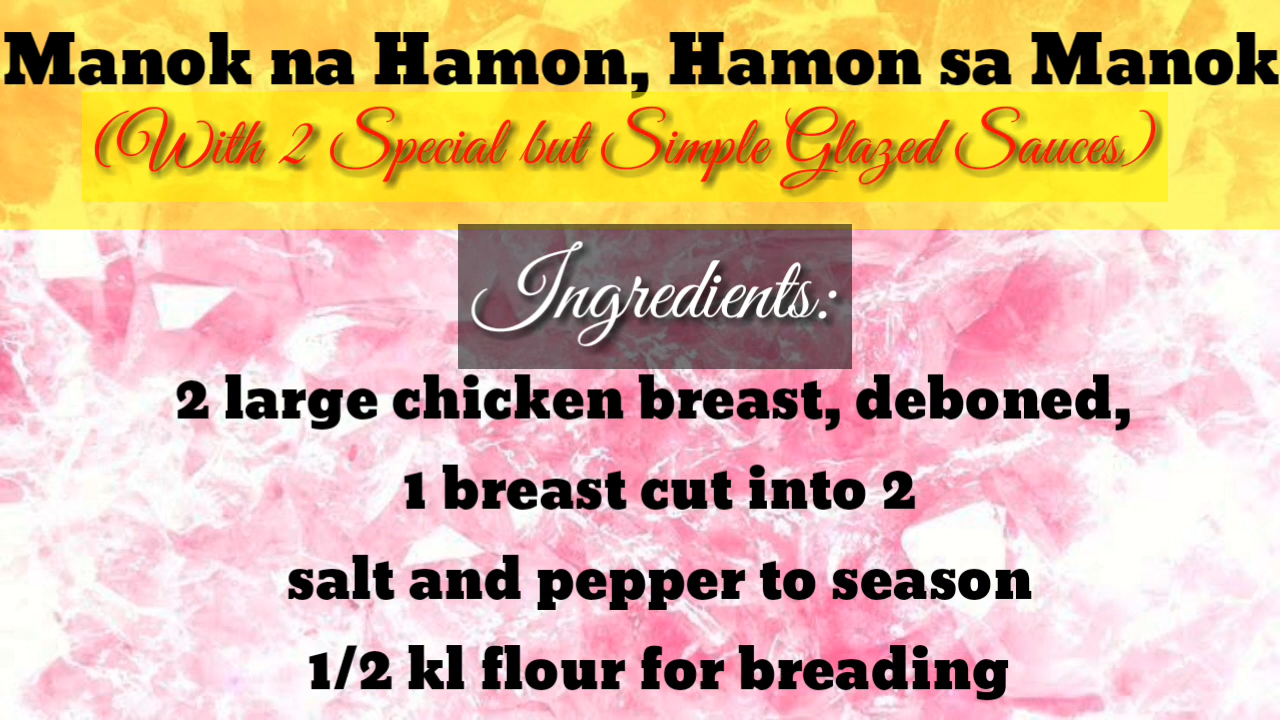 Manok na Hamon, Hamon sa Manok
(With 2 Special but Simple Glazed Sauces)
Ingredients:
2 large chicken breast, deboned,
1 breast cut into 2
salt and pepper to season
1/2 kl flour for breading